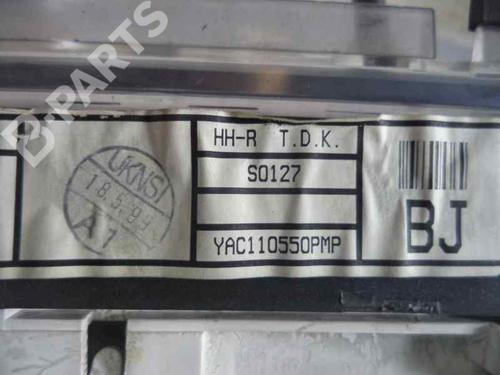 B-PARTS
HH-R T.D.K.
S0127
YAC110550PMP
UKNSI
18.5.99
A1
BJ